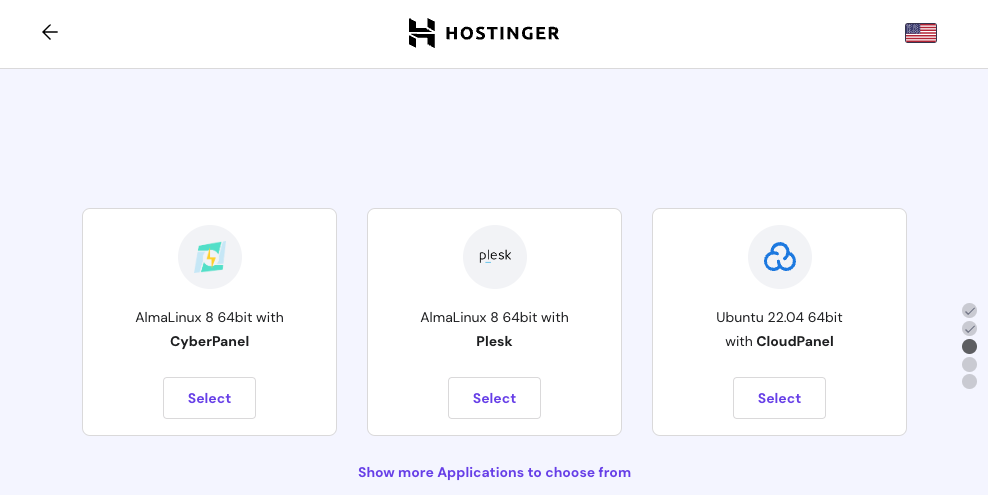 HOSTINGER
plesk
AlmaLinux 8 64bit with
CyberPanel
AlmaLinux 8 64bit with
Plesk
Ubuntu 22.04 64bit
with CloudPanel
Select
Select
Select
Show more Applications to choose from